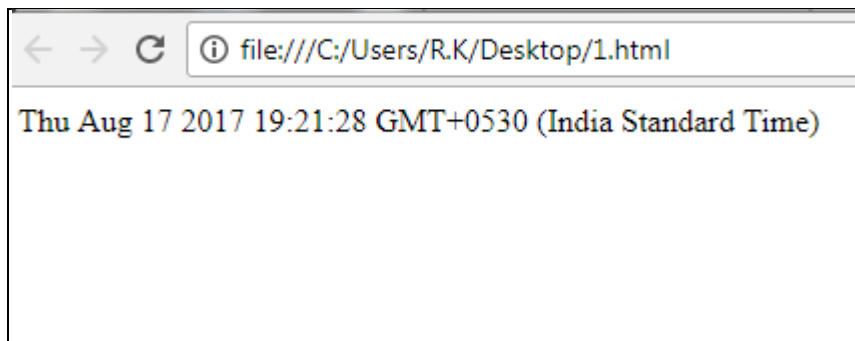 file:///C:/Users/R.K/Desktop/1.html
Thu Aug 17 2017 19:21:28 GMT+0530 (India Standard Time)